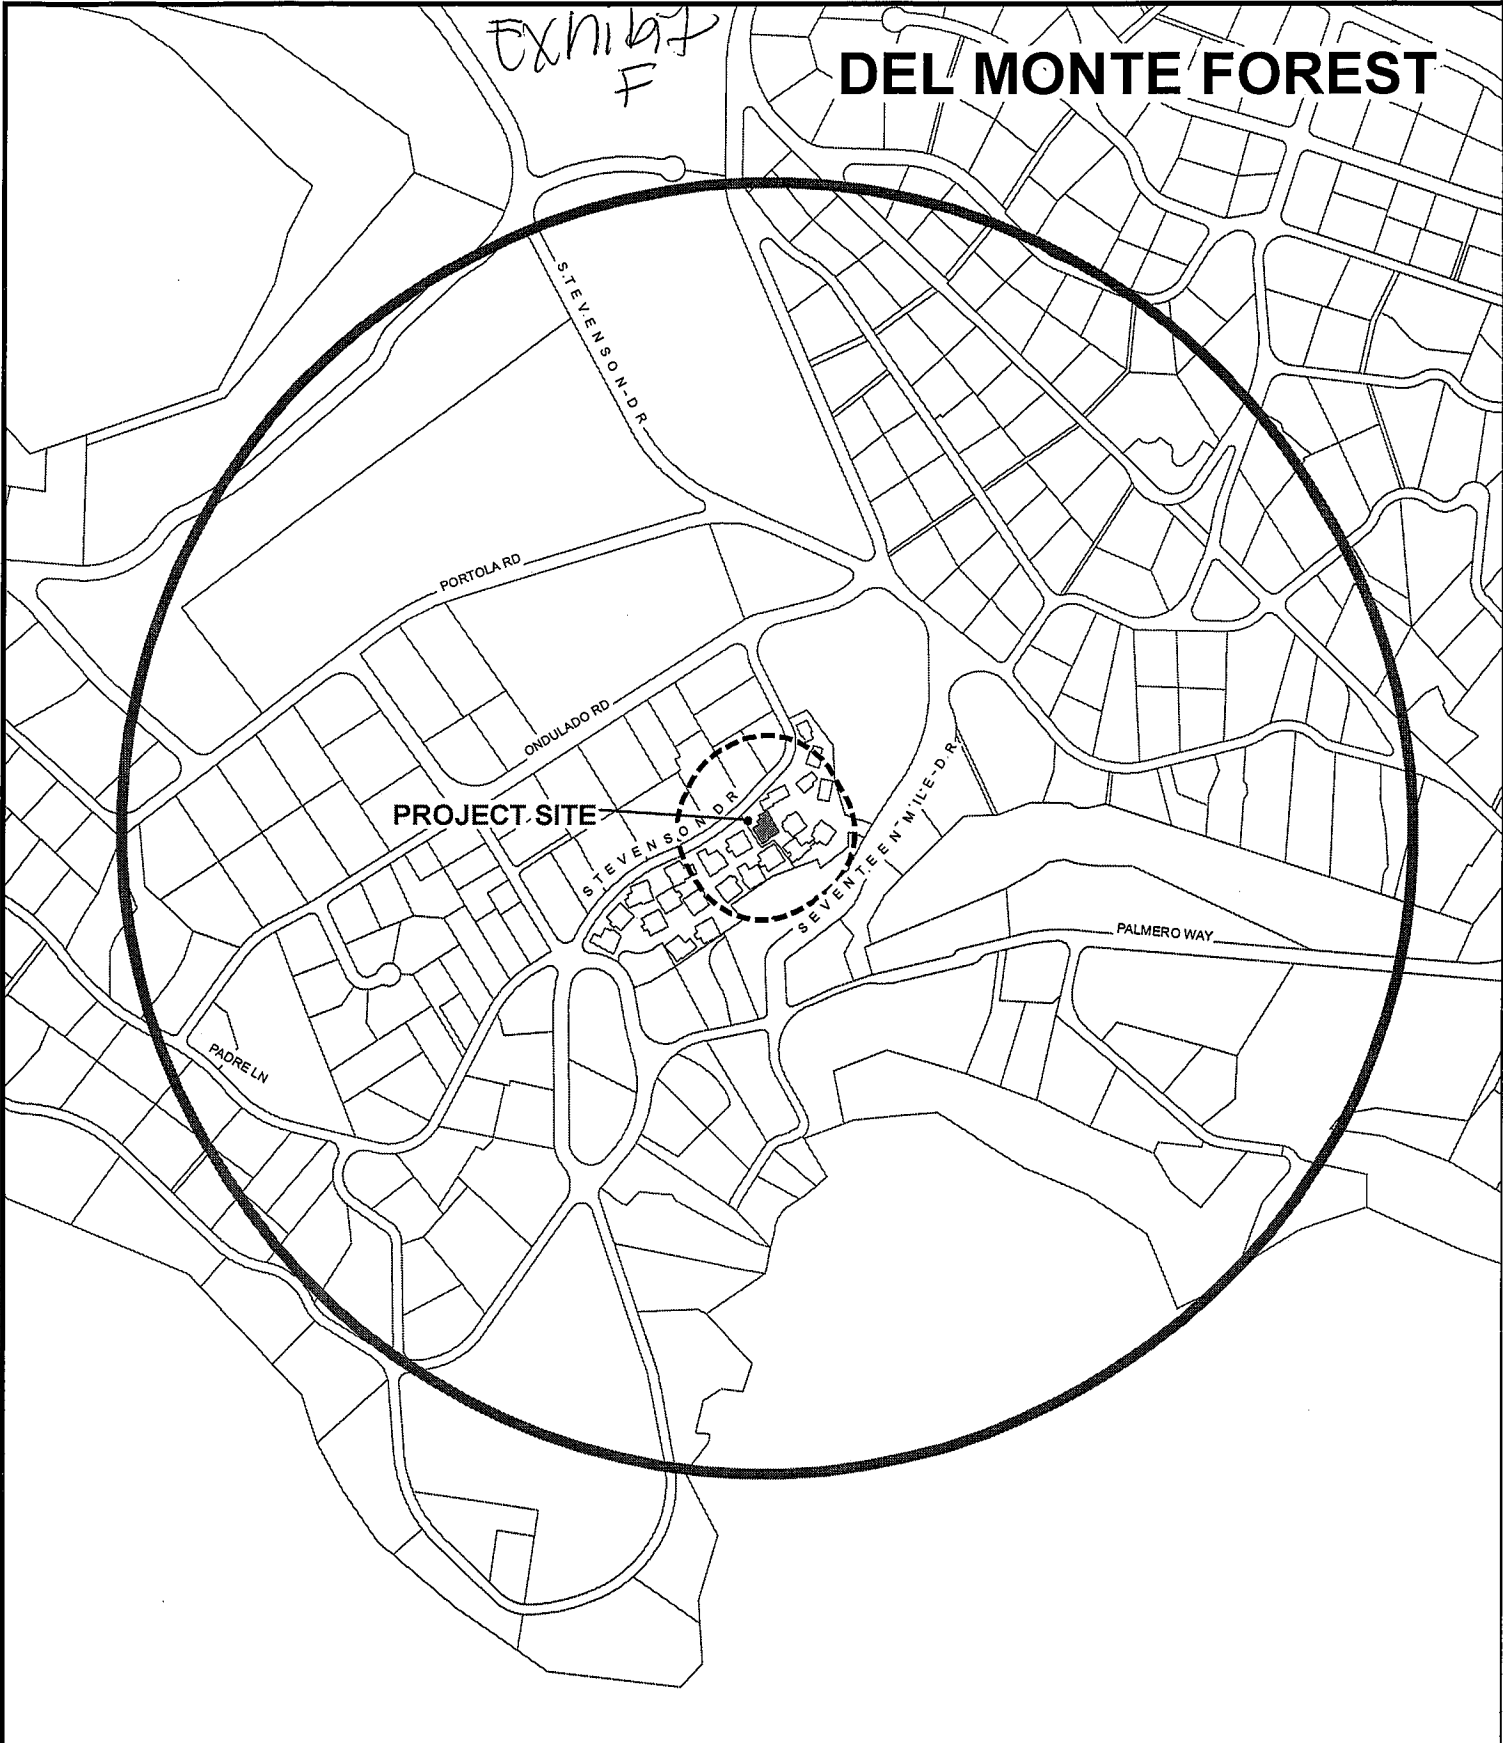 Exhibit
F
DEL MONTE FOREST
STEVENSON DR
PORTOLA RD
ONDULADO RD
PROJECT SITE
STEVENSON DR
SEVENTEEN MILE DR
PALMERO WAY
PADRE LN